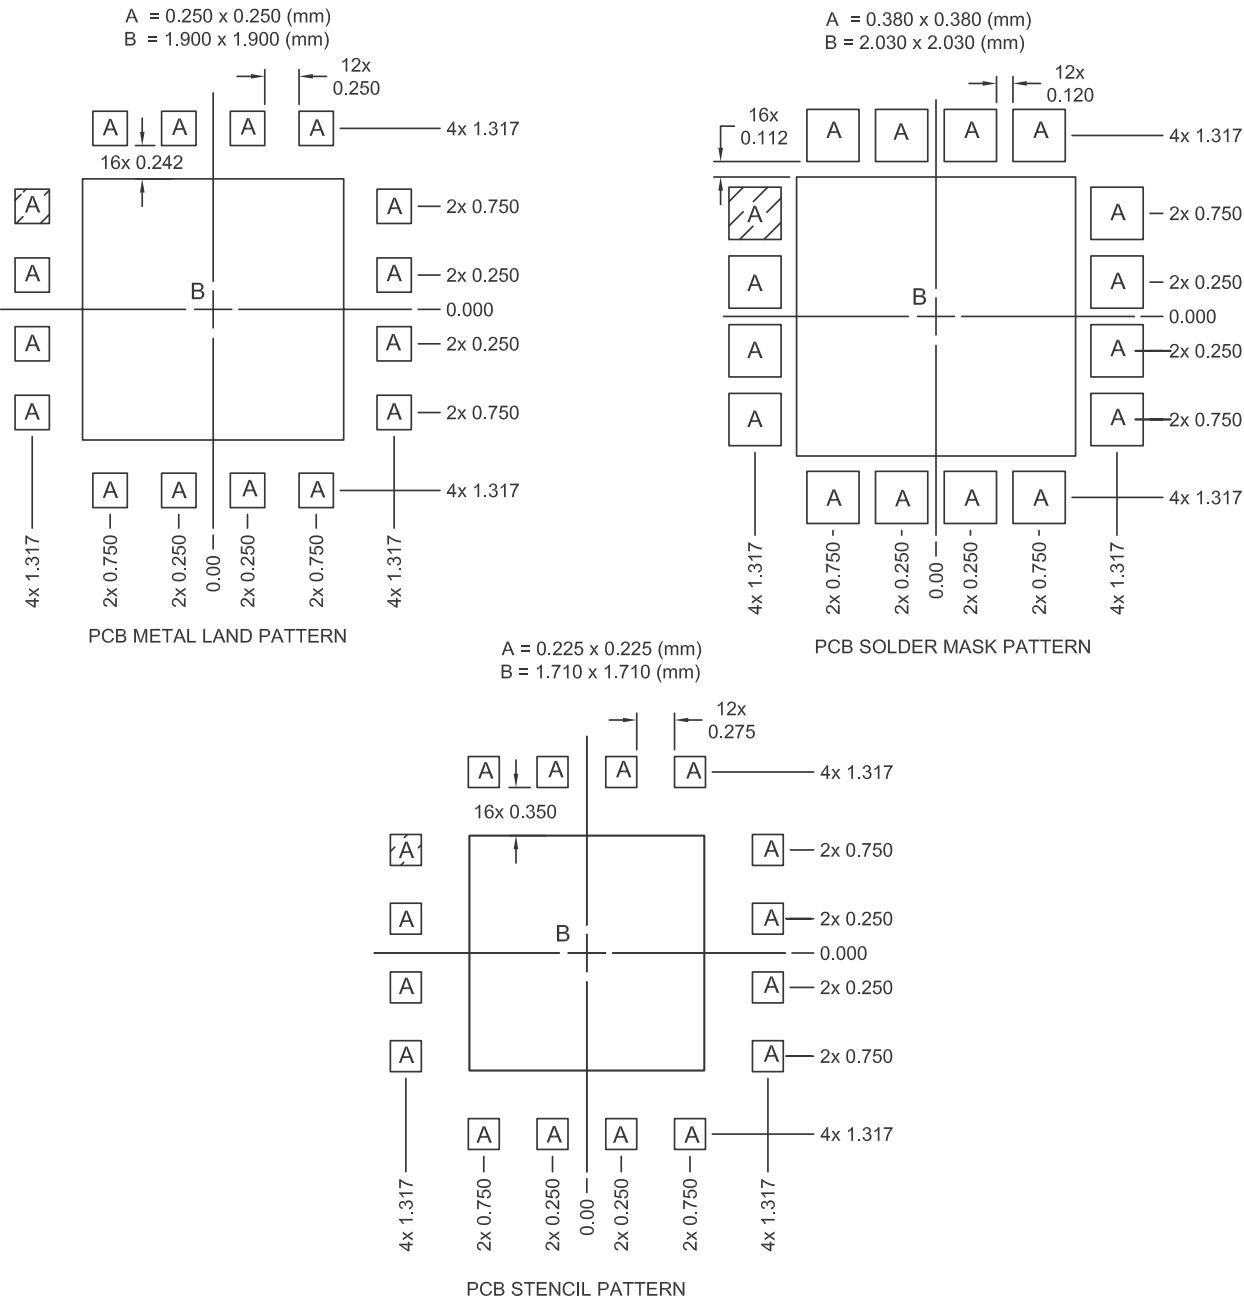 A = 0.250 x 0.250 (mm)
B = 1.900 x 1.900 (mm)
12x
0.250
A A A A
4x 1.317
16x 0.242
A
A
2x 0.750
A
A
2x 0.250
B
0.000
A
A
2x 0.250
A
A
2x 0.750
A A A A
4x 1.317
4x 1.317
2x 0.750
2x 0.250
0.00
2x 0.250
2x 0.750
4x 1.317
PCB METAL LAND PATTERN
A = 0.380 x 0.380 (mm)
B = 2.030 x 2.030 (mm)
12x
0.120
16x
0.112
A A A A
4x 1.317
A
A
2x 0.750
A
A
2x 0.250
B
0.000
A
A
2x 0.250
A
A
2x 0.750
A A A A
4x 1.317
4x 1.317
2x 0.750
2x 0.250
0.00
2x 0.250
2x 0.750
4x 1.317
PCB SOLDER MASK PATTERN
A = 0.225 x 0.225 (mm)
B = 1.710 x 1.710 (mm)
12x
0.275
A A A A
4x 1.317
16x 0.350
A
A
2x 0.750
A
A
2x 0.250
B
0.000
A
A
2x 0.250
A
A
2x 0.750
A A A A
4x 1.317
4x 1.317
2x 0.750
2x 0.250
0.00
2x 0.250
2x 0.750
4x 1.317
PCB STENCIL PATTERN